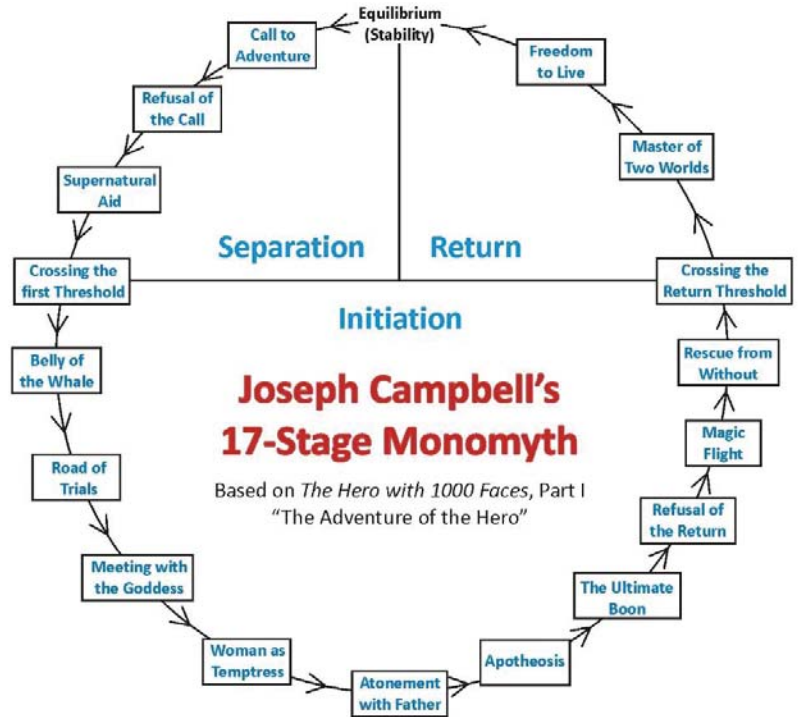 Equilibrium
(Stability)
Call to
Adventure
Refusal of
the Call
Supernatural
Aid
Crossing the
first Threshold
Belly of
the Whale
Road of
Trials
Meeting with
the Goddess
Woman as
Temptress
Atonement
with Father
Apotheosis
The Ultimate
Boon
Refusal of
the Return
Magic
Flight
Rescue from
Without
Crossing the
Return Threshold
Master of
Two Worlds
Freedom
to Live
Separation
Return
Initiation
Joseph Campbell’s
17-Stage Monomyth
Based on The Hero with 1000 Faces, Part I
“The Adventure of the Hero”